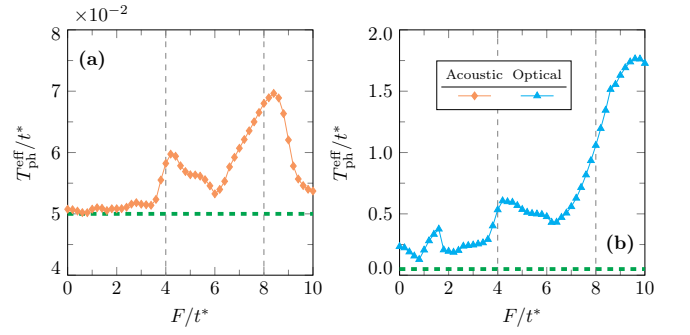 ×10⁻²
8
7
6
5
4
(a)
T_ph^eff/t*
0 2 4 6 8 10
F/t*
2.0
1.5
1.0
0.5
0.0
Acoustic Optical
(b)
T_ph^eff/t*
0 2 4 6 8 10
F/t*